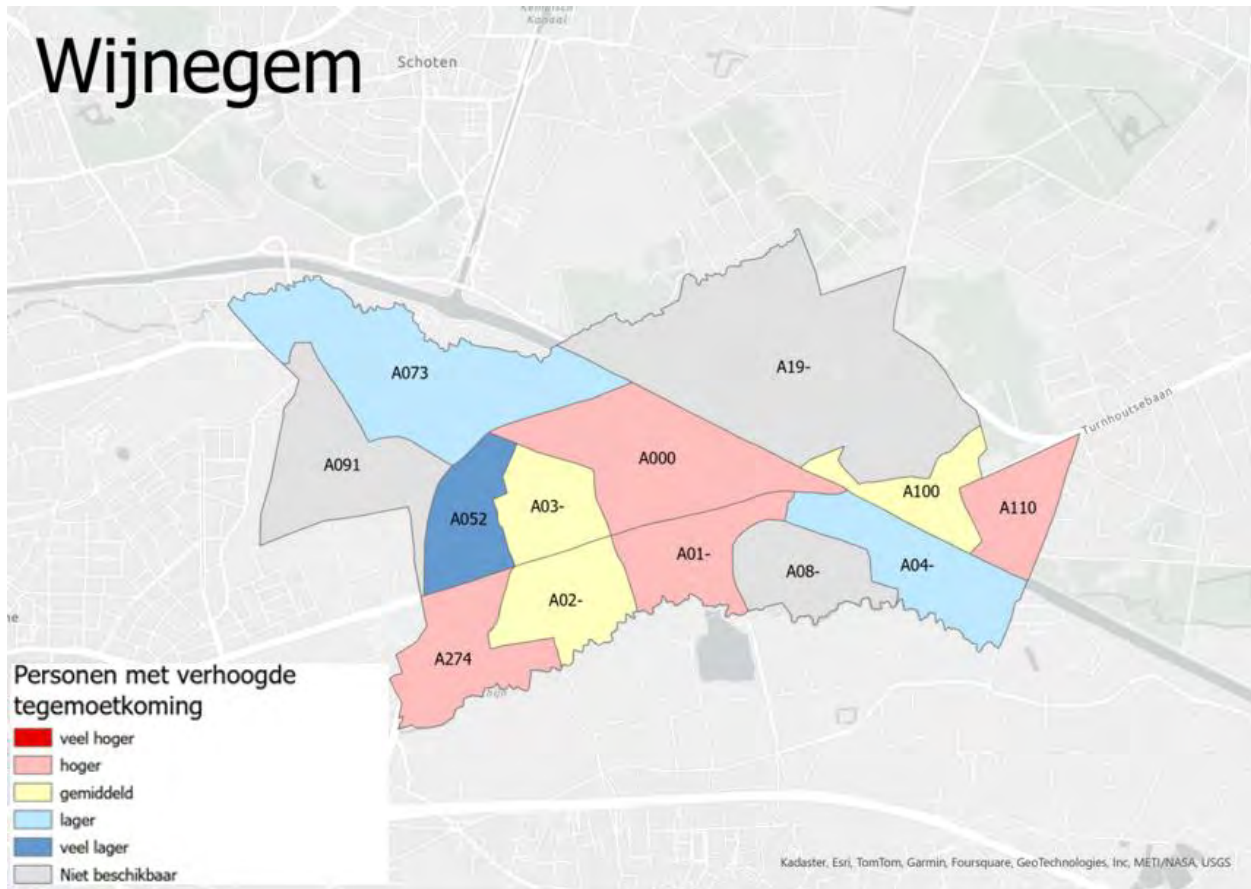 Kempisch
Kanaal
Wijnegem
Schoten
A19-
A073
Turnhoutsebaan
A000
A091
A100
A03-
A110
A052
A01-
A04-
A08-
A02-
A274
Personen met verhoogde
tegemoetkoming
veel hoger
hoger
gemiddeld
lager
veel lager
Niet beschikbaar
Kadaster, Esri, TomTom, Garmin, Foursquare, GeoTechnologies, Inc, METI/NASA, USGS